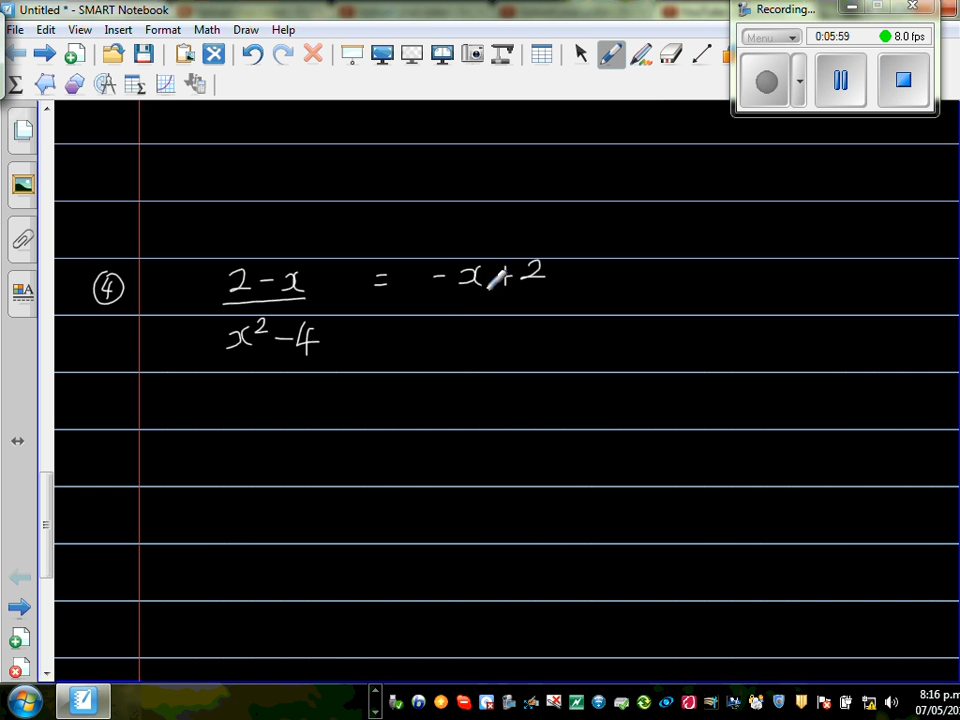 Untitled * - SMART Notebook
Recording...
File Edit View Insert Format Math Draw Help
Menu 0:05:59 8.0 fps
④ 2 - x = - x + 2
x² - 4
8:16 p.m
07/05/20